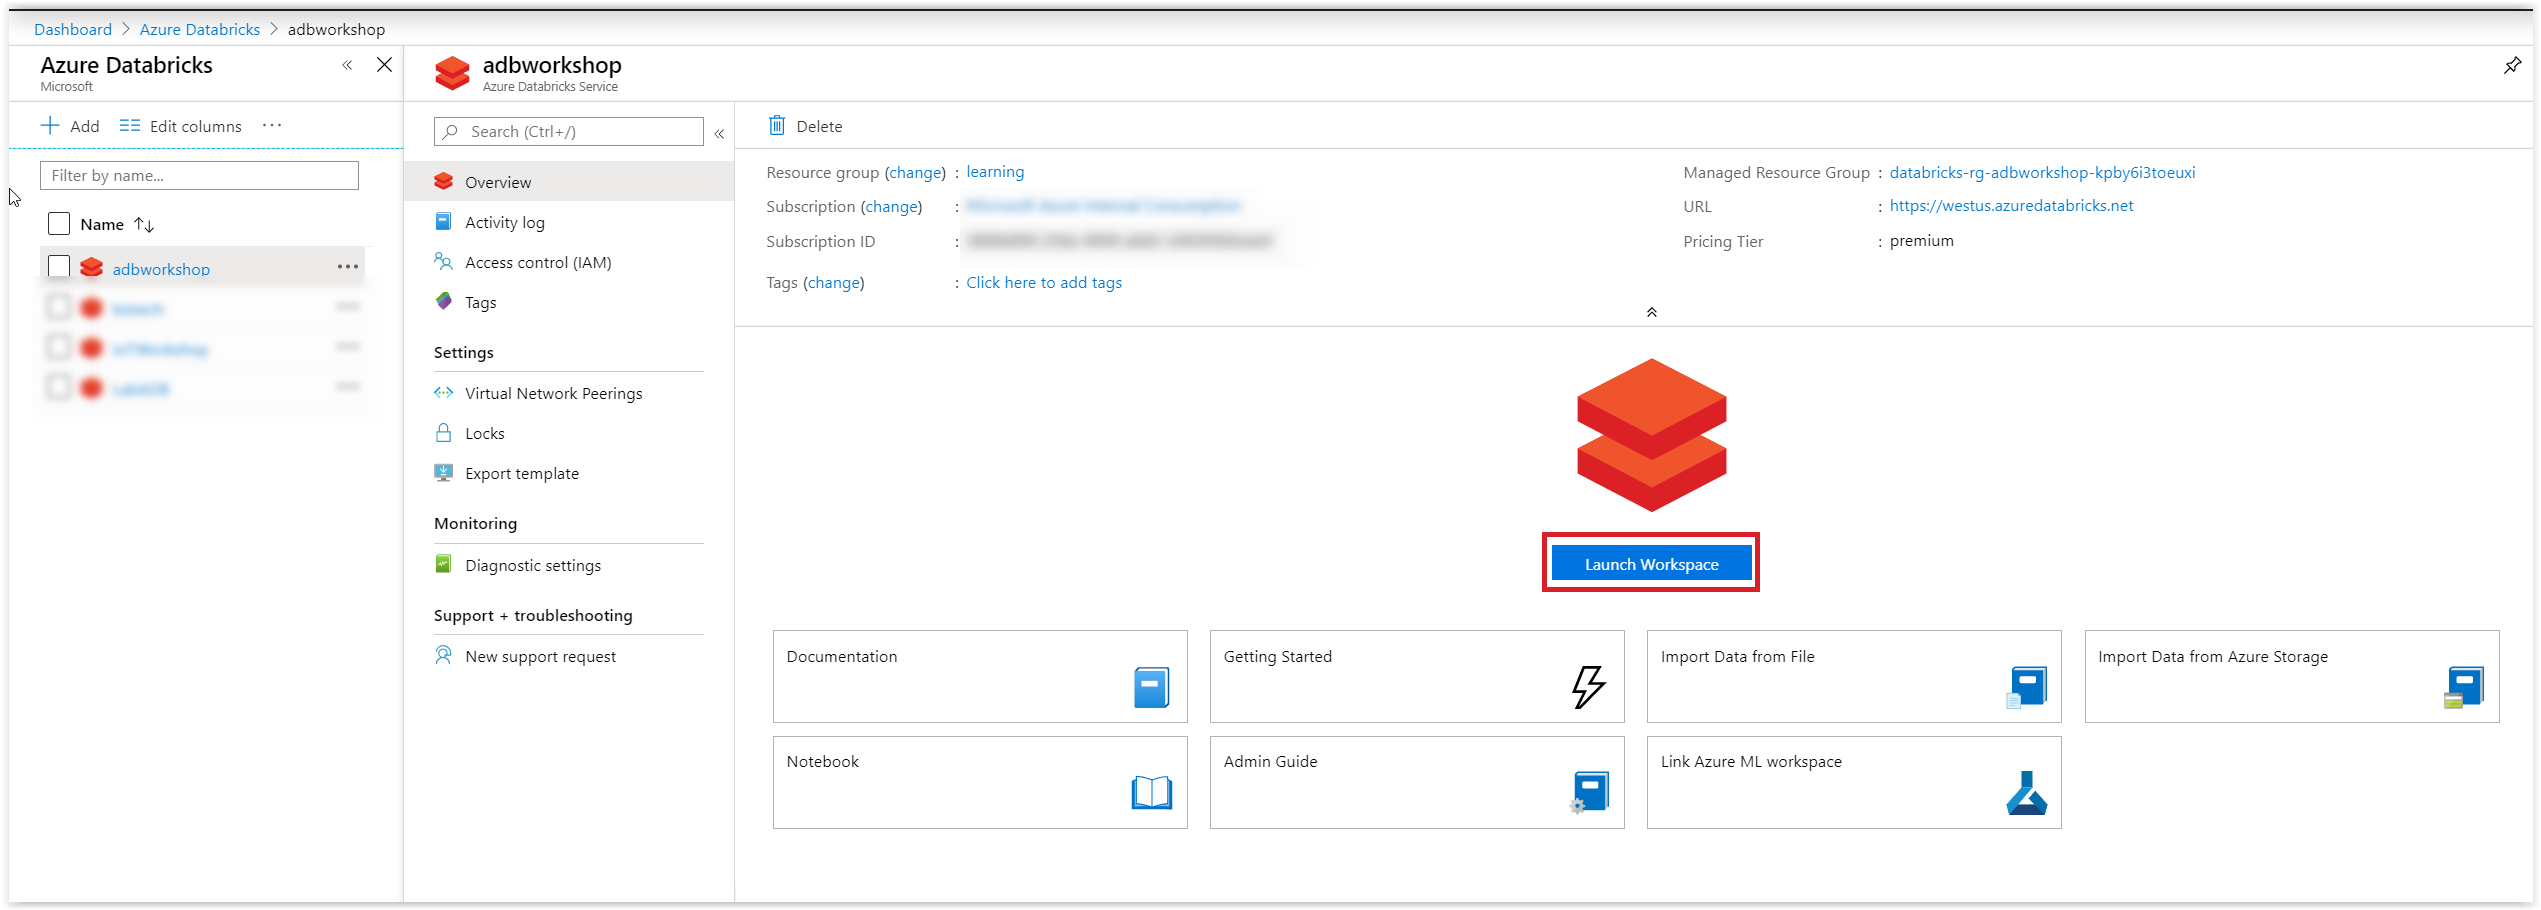 Dashboard > Azure Databricks > adbworkshop
Azure Databricks
Microsoft
Add Edit columns ...
Filter by name...
Name
adbworkshop
adbworkshop
Azure Databricks Service
Search (Ctrl+/)
Overview
Activity log
Access control (IAM)
Tags
Settings
Virtual Network Peerings
Locks
Export template
Monitoring
Diagnostic settings
Support + troubleshooting
New support request
Delete
Resource group (change) : learning
Subscription (change) :
Subscription ID :
Tags (change) : Click here to add tags
Managed Resource Group : databricks-rg-adbworkshop-kpby6i3toeuxi
URL : https://westus.azuredatabricks.net
Pricing Tier : premium
Launch Workspace
Documentation
Getting Started
Import Data from File
Import Data from Azure Storage
Notebook
Admin Guide
Link Azure ML workspace